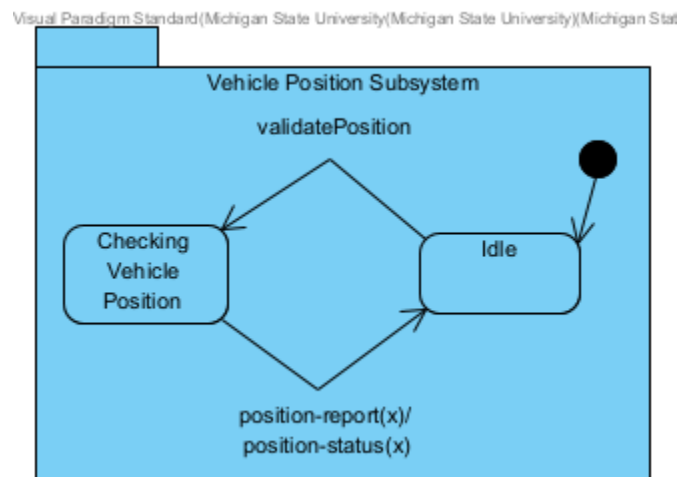 Visual Paradigm Standard(Michigan State University(Michigan State University)(Michigan Stat
Vehicle Position Subsystem
validatePosition
Checking
Vehicle
Position
Idle
position-report(x)/
position-status(x)